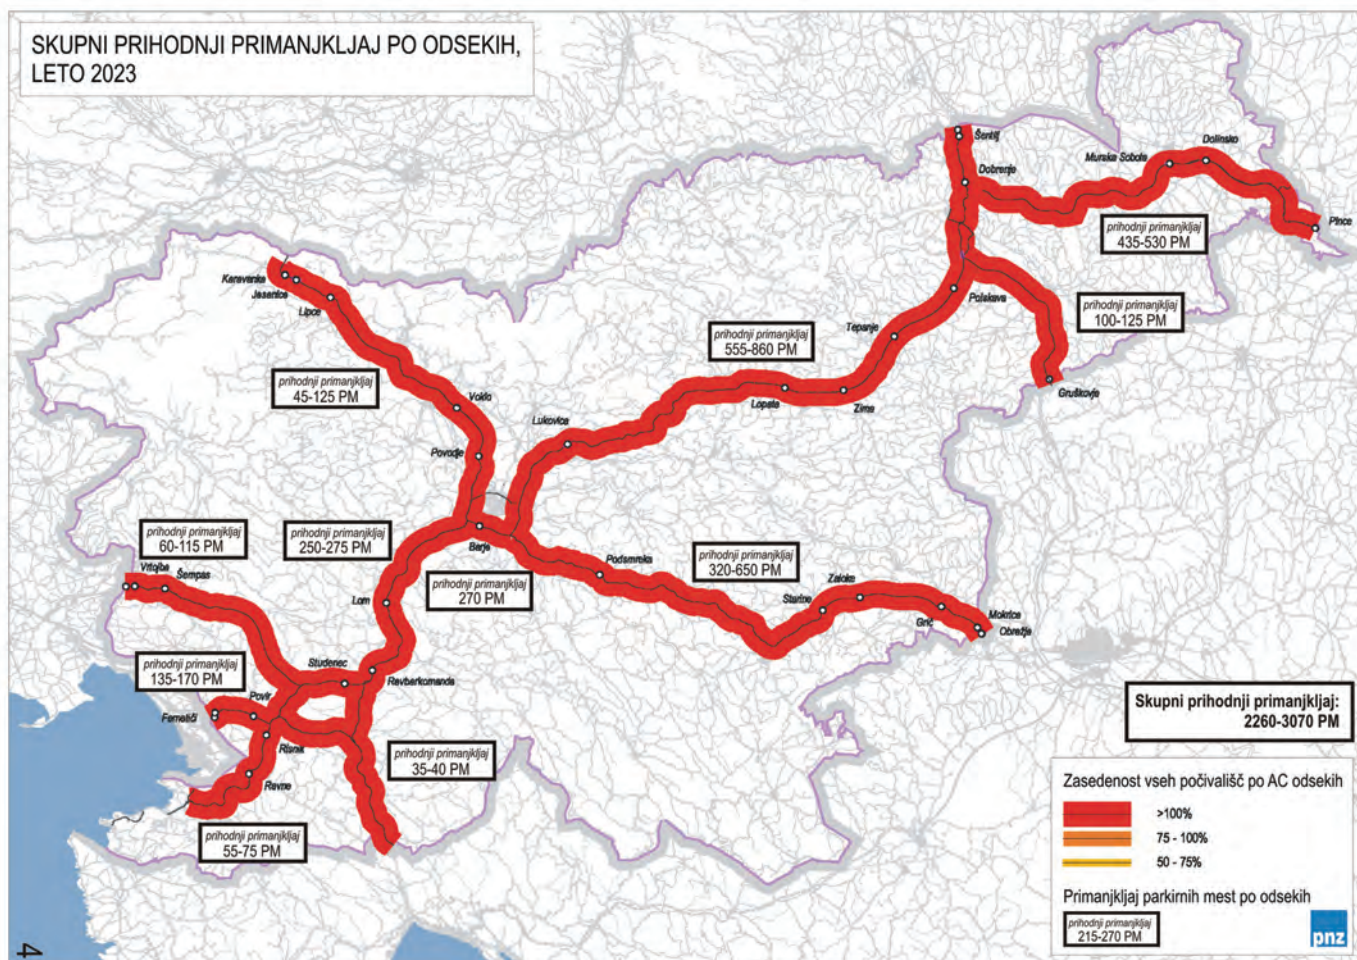 SKUPNI PRIHODNJI PRIMANJKLJAJ PO ODSEKIH,
LETO 2023
Šentilj
Dobrenje
Murska Sobota
Dolinsko
Pince
prihodnji primanjkljaj
435-530 PM
Karavanke
Jesenice
Lipce
Polskava
prihodnji primanjkljaj
100-125 PM
Tepanje
prihodnji primanjkljaj
555-860 PM
Gruškovje
prihodnji primanjkljaj
45-125 PM
Voklo
Lopata
Zima
Lukovica
Povodje
prihodnji primanjkljaj
60-115 PM
prihodnji primanjkljaj
250-275 PM
Barje
Vrtojba
Šempas
Podsmreka
prihodnji primanjkljaj
320-650 PM
prihodnji primanjkljaj
270 PM
Lom
Zaloke
Starine
Grič
Mokrice
Obrežje
Studenec
Ravbarkomanda
prihodnji primanjkljaj
135-170 PM
Povir
Fernetiči
Risnik
Ravne
prihodnji primanjkljaj
35-40 PM
prihodnji primanjkljaj
55-75 PM
Skupni prihodnji primanjkljaj:
2260-3070 PM
Zasedenost vseh počivališč po AC odsekih
>100%
75 - 100%
50 - 75%
Primanjkljaj parkirnih mest po odsekih
prihodnji primanjkljaj
215-270 PM
pnz
4